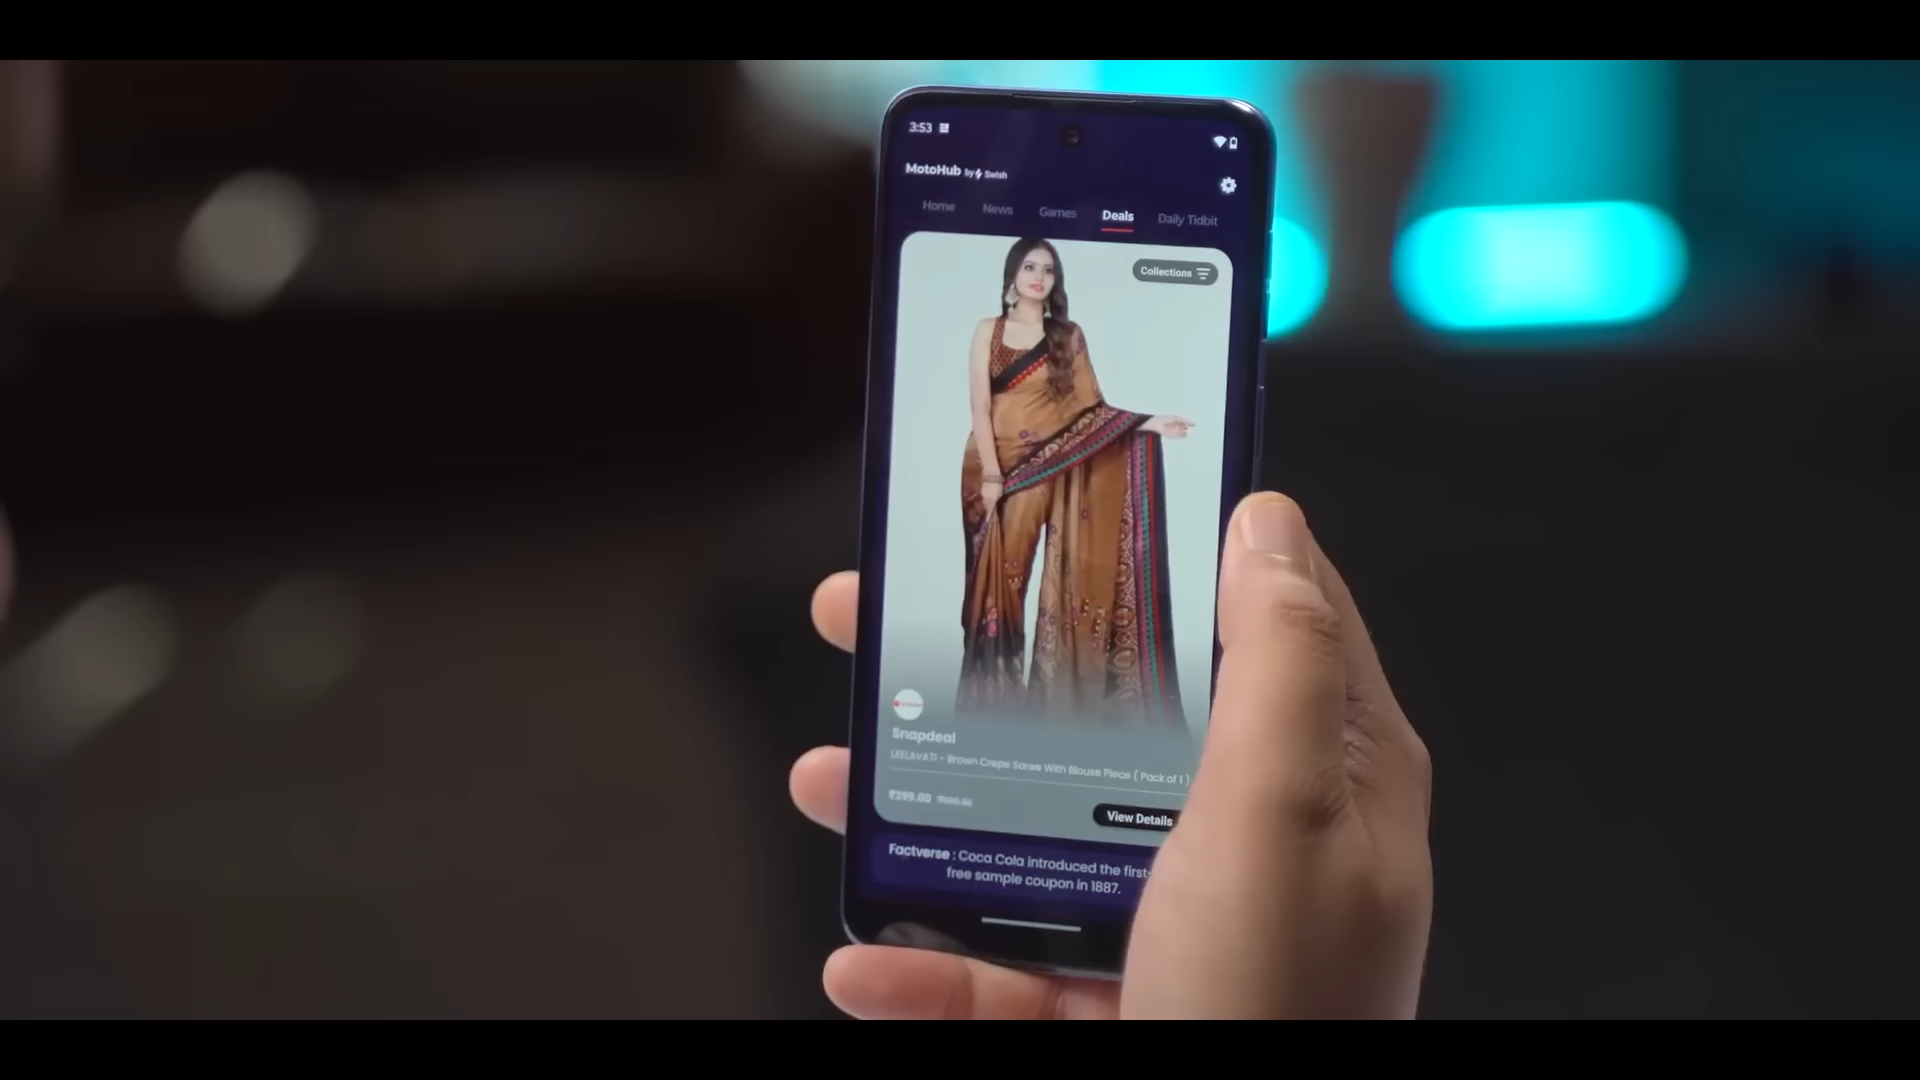 3:53
MotoHub by Swish
Home News Games Deals Daily Tidbit
Collections
Snapdeal
LEELAVATI - Brown Crepe Saree With Blouse Piece ( Pack of 1 )
₹399.00
View Details
Factverse : Coca Cola introduced the first-
free sample coupon in 1887.